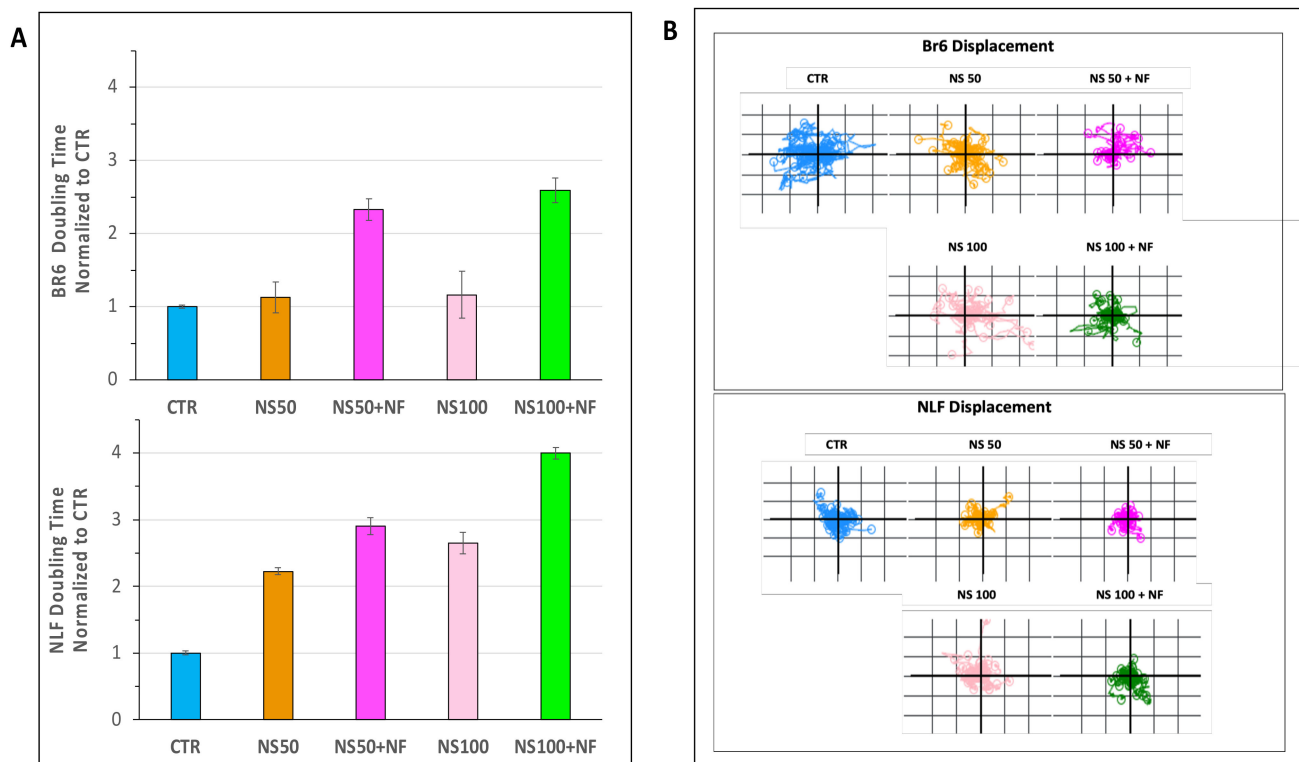 A
BR6 Doubling Time
Normalized to CTR
4
3
2
1
0
CTR NS50 NS50+NF NS100 NS100+NF
NLF Doubling Time
Normalized to CTR
4
3
2
1
0
CTR NS50 NS50+NF NS100 NS100+NF
B
Br6 Displacement
CTR NS 50 NS 50 + NF
NS 100 NS 100 + NF
NLF Displacement
CTR NS 50 NS 50 + NF
NS 100 NS 100 + NF